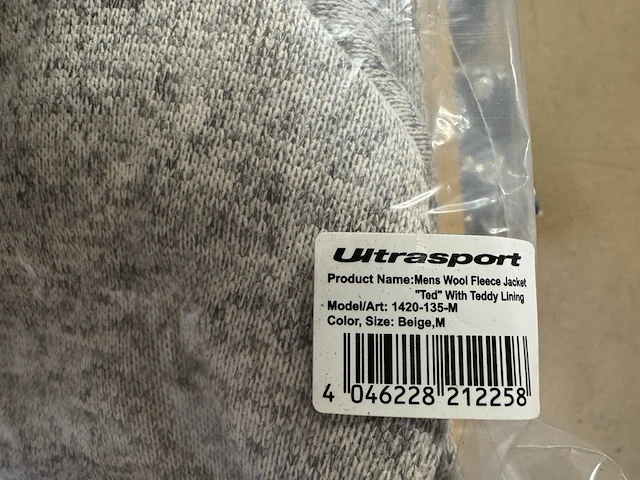 Ultrasport
Product Name:Mens Wool Fleece Jacket
"Ted" With Teddy Lining
Model/Art: 1420-135-M
Color, Size: Beige,M
4 046228 212258